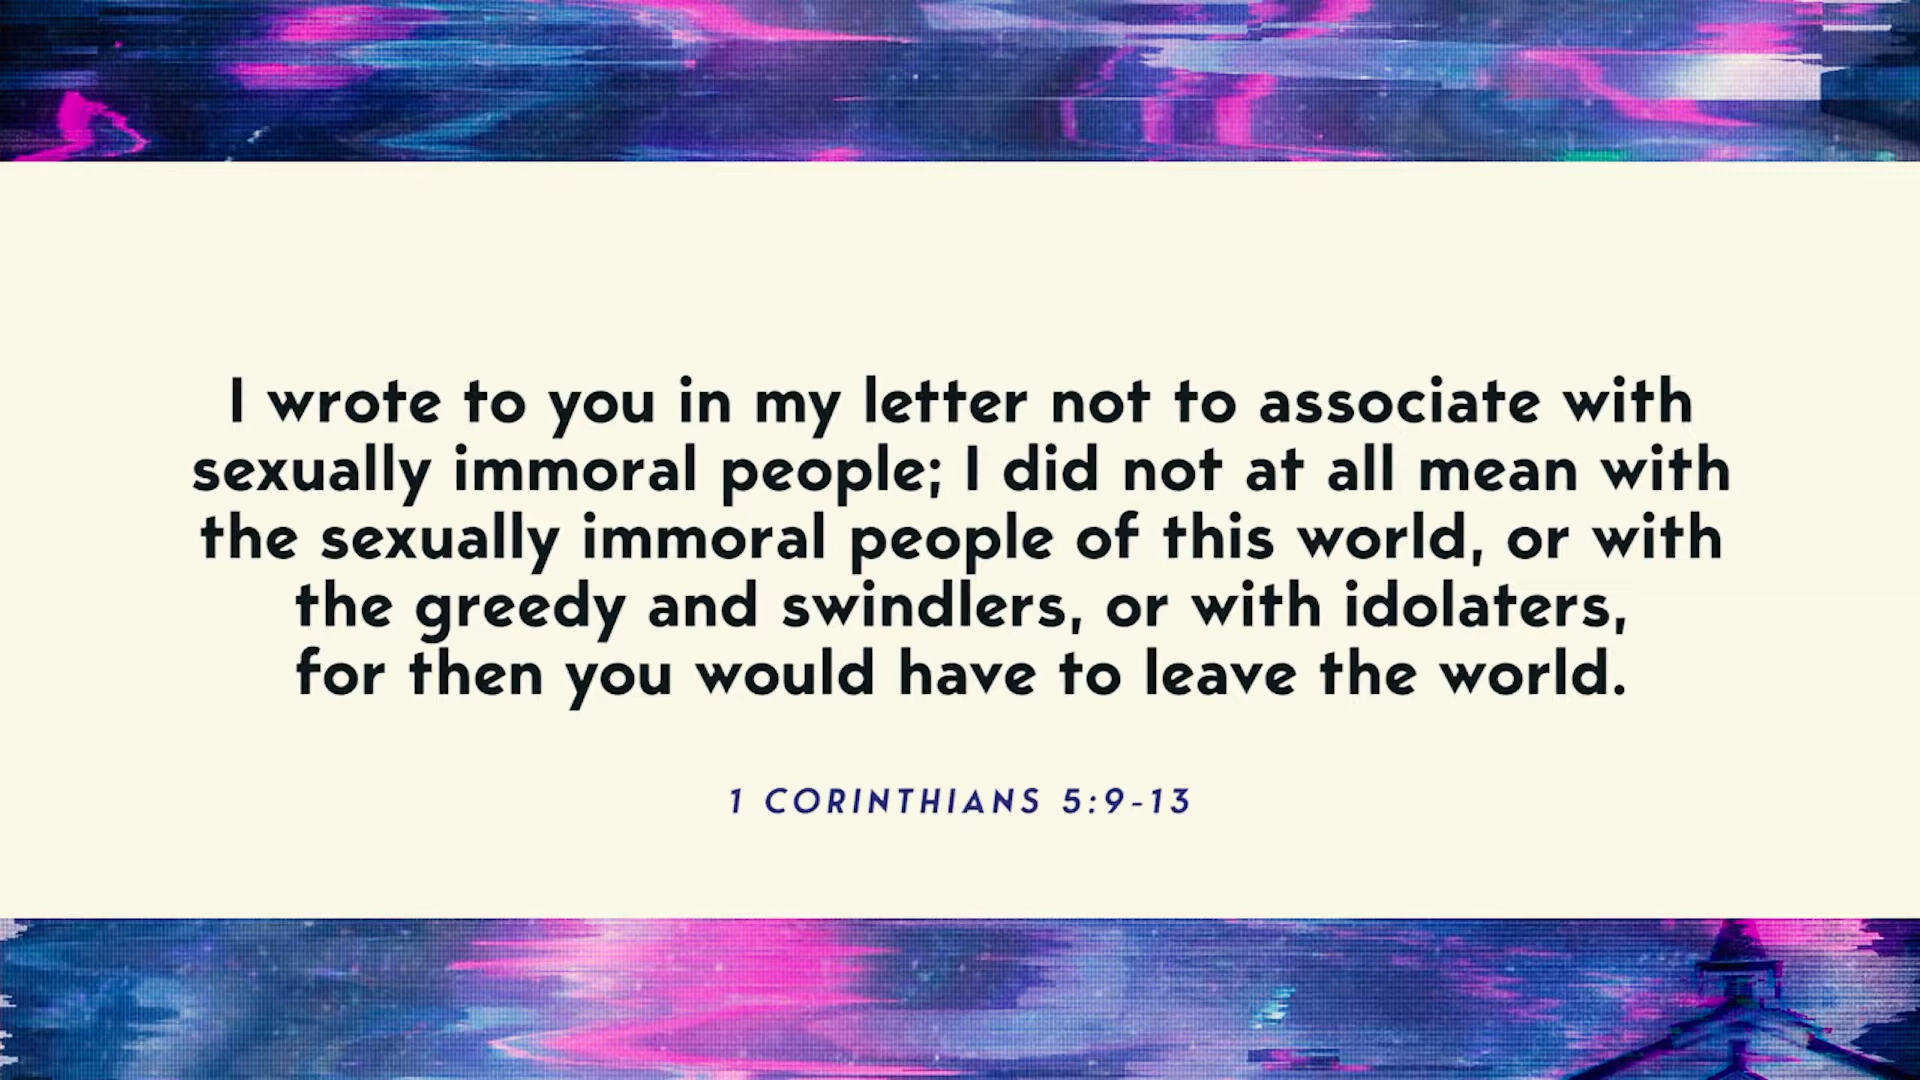 I wrote to you in my letter not to associate with
sexually immoral people; I did not at all mean with
the sexually immoral people of this world, or with
the greedy and swindlers, or with idolaters,
for then you would have to leave the world.
1 CORINTHIANS 5:9-13